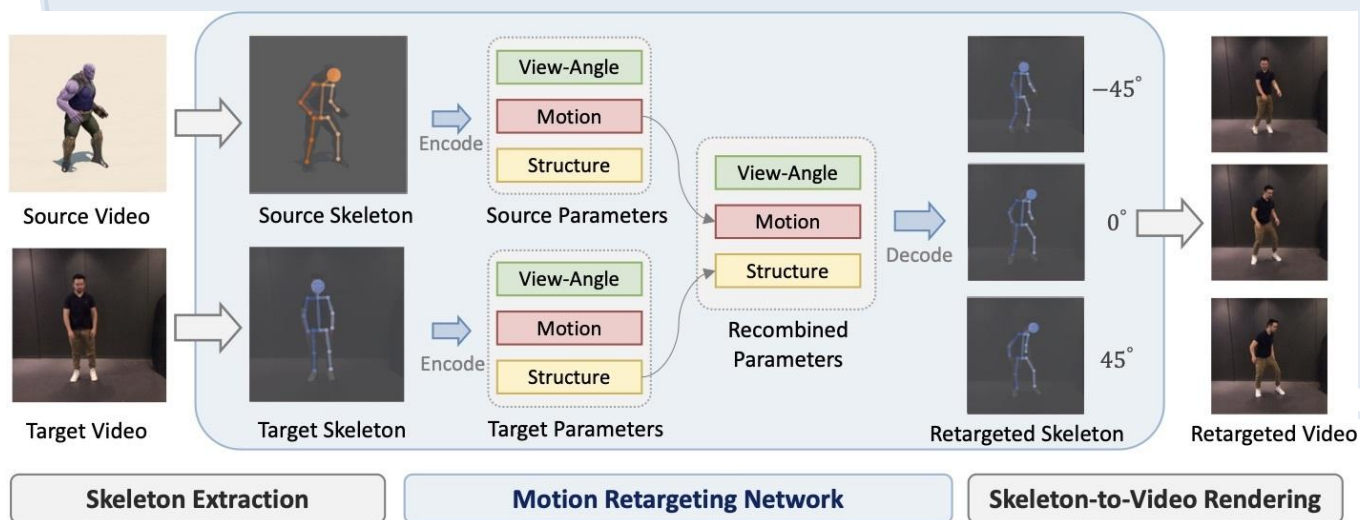 Source Video
Source Skeleton
Encode
View-Angle
Motion
Structure
Source Parameters
Target Video
Target Skeleton
Encode
View-Angle
Motion
Structure
Target Parameters
View-Angle
Motion
Structure
Recombined
Parameters
Decode
−45°
0°
45°
Retargeted Skeleton
Retargeted Video
Skeleton Extraction
Motion Retargeting Network
Skeleton-to-Video Rendering